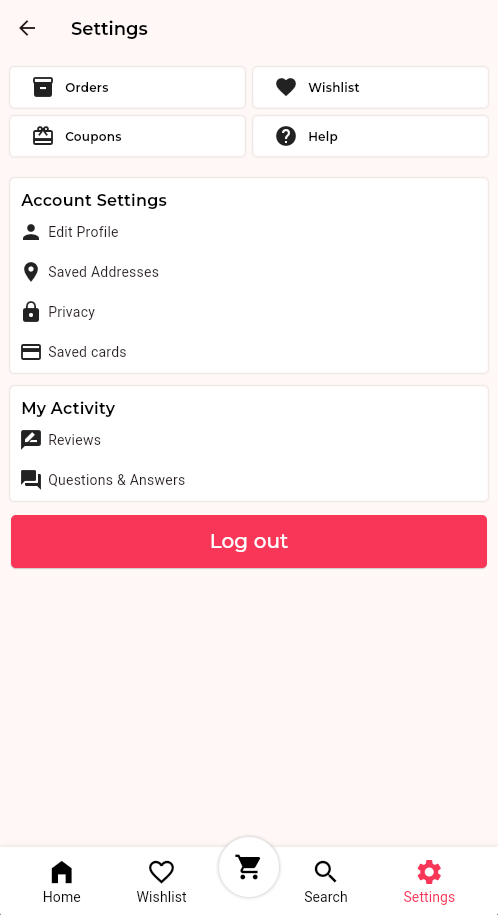 Settings
Orders
Wishlist
Coupons
Help
Account Settings
Edit Profile
Saved Addresses
Privacy
Saved cards
My Activity
Reviews
Questions & Answers
Log out
Home
Wishlist
Search
Settings